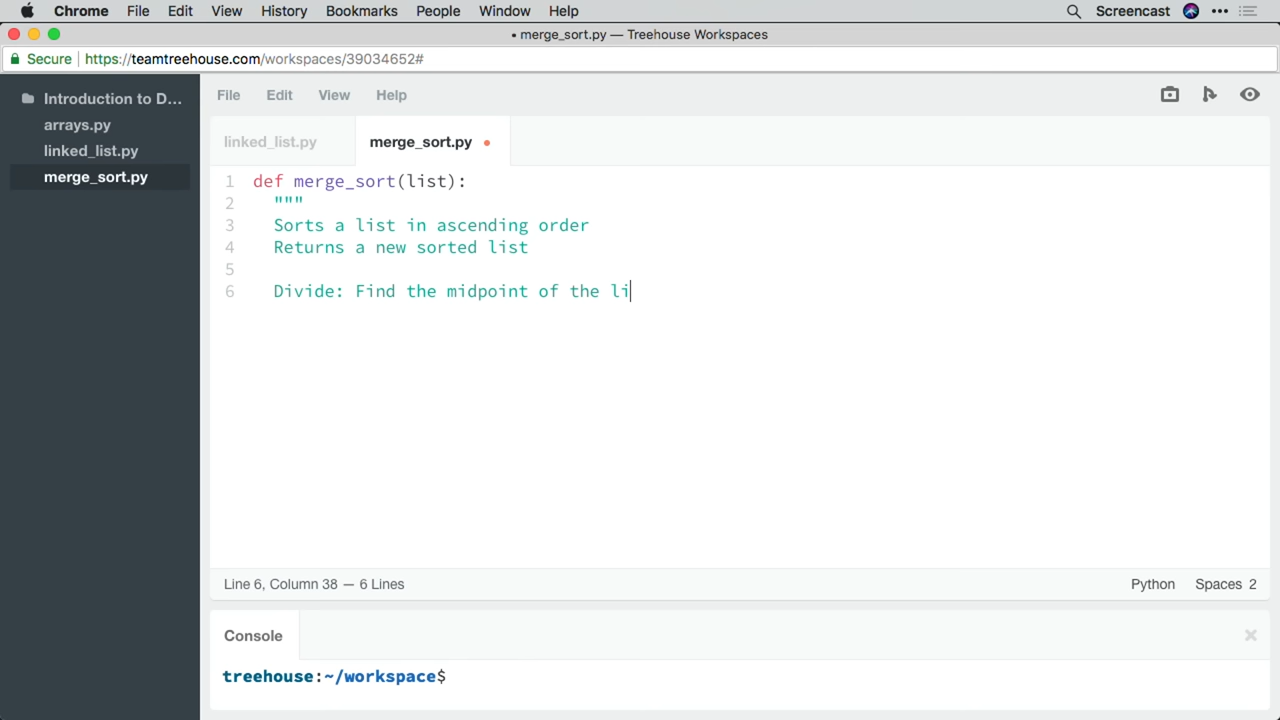 Chrome File Edit View History Bookmarks People Window Help Screencast
• merge_sort.py — Treehouse Workspaces
Secure https://teamtreehouse.com/workspaces/39034652#
Introduction to D...
arrays.py
linked_list.py
merge_sort.py
File Edit View Help
linked_list.py merge_sort.py
1 def merge_sort(list):
2 """
3 Sorts a list in ascending order
4 Returns a new sorted list
5
6 Divide: Find the midpoint of the li
Line 6, Column 38 — 6 Lines Python Spaces 2
Console
treehouse:~/workspace$